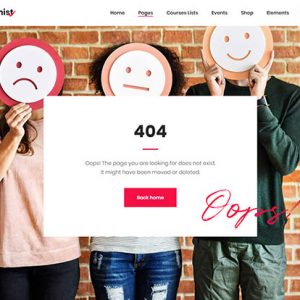 Home Pages Courses Lists Events Shop Elements
404
Oops! The page you are looking for does not exist.
It might have been moved or deleted.
Back home
Oops!